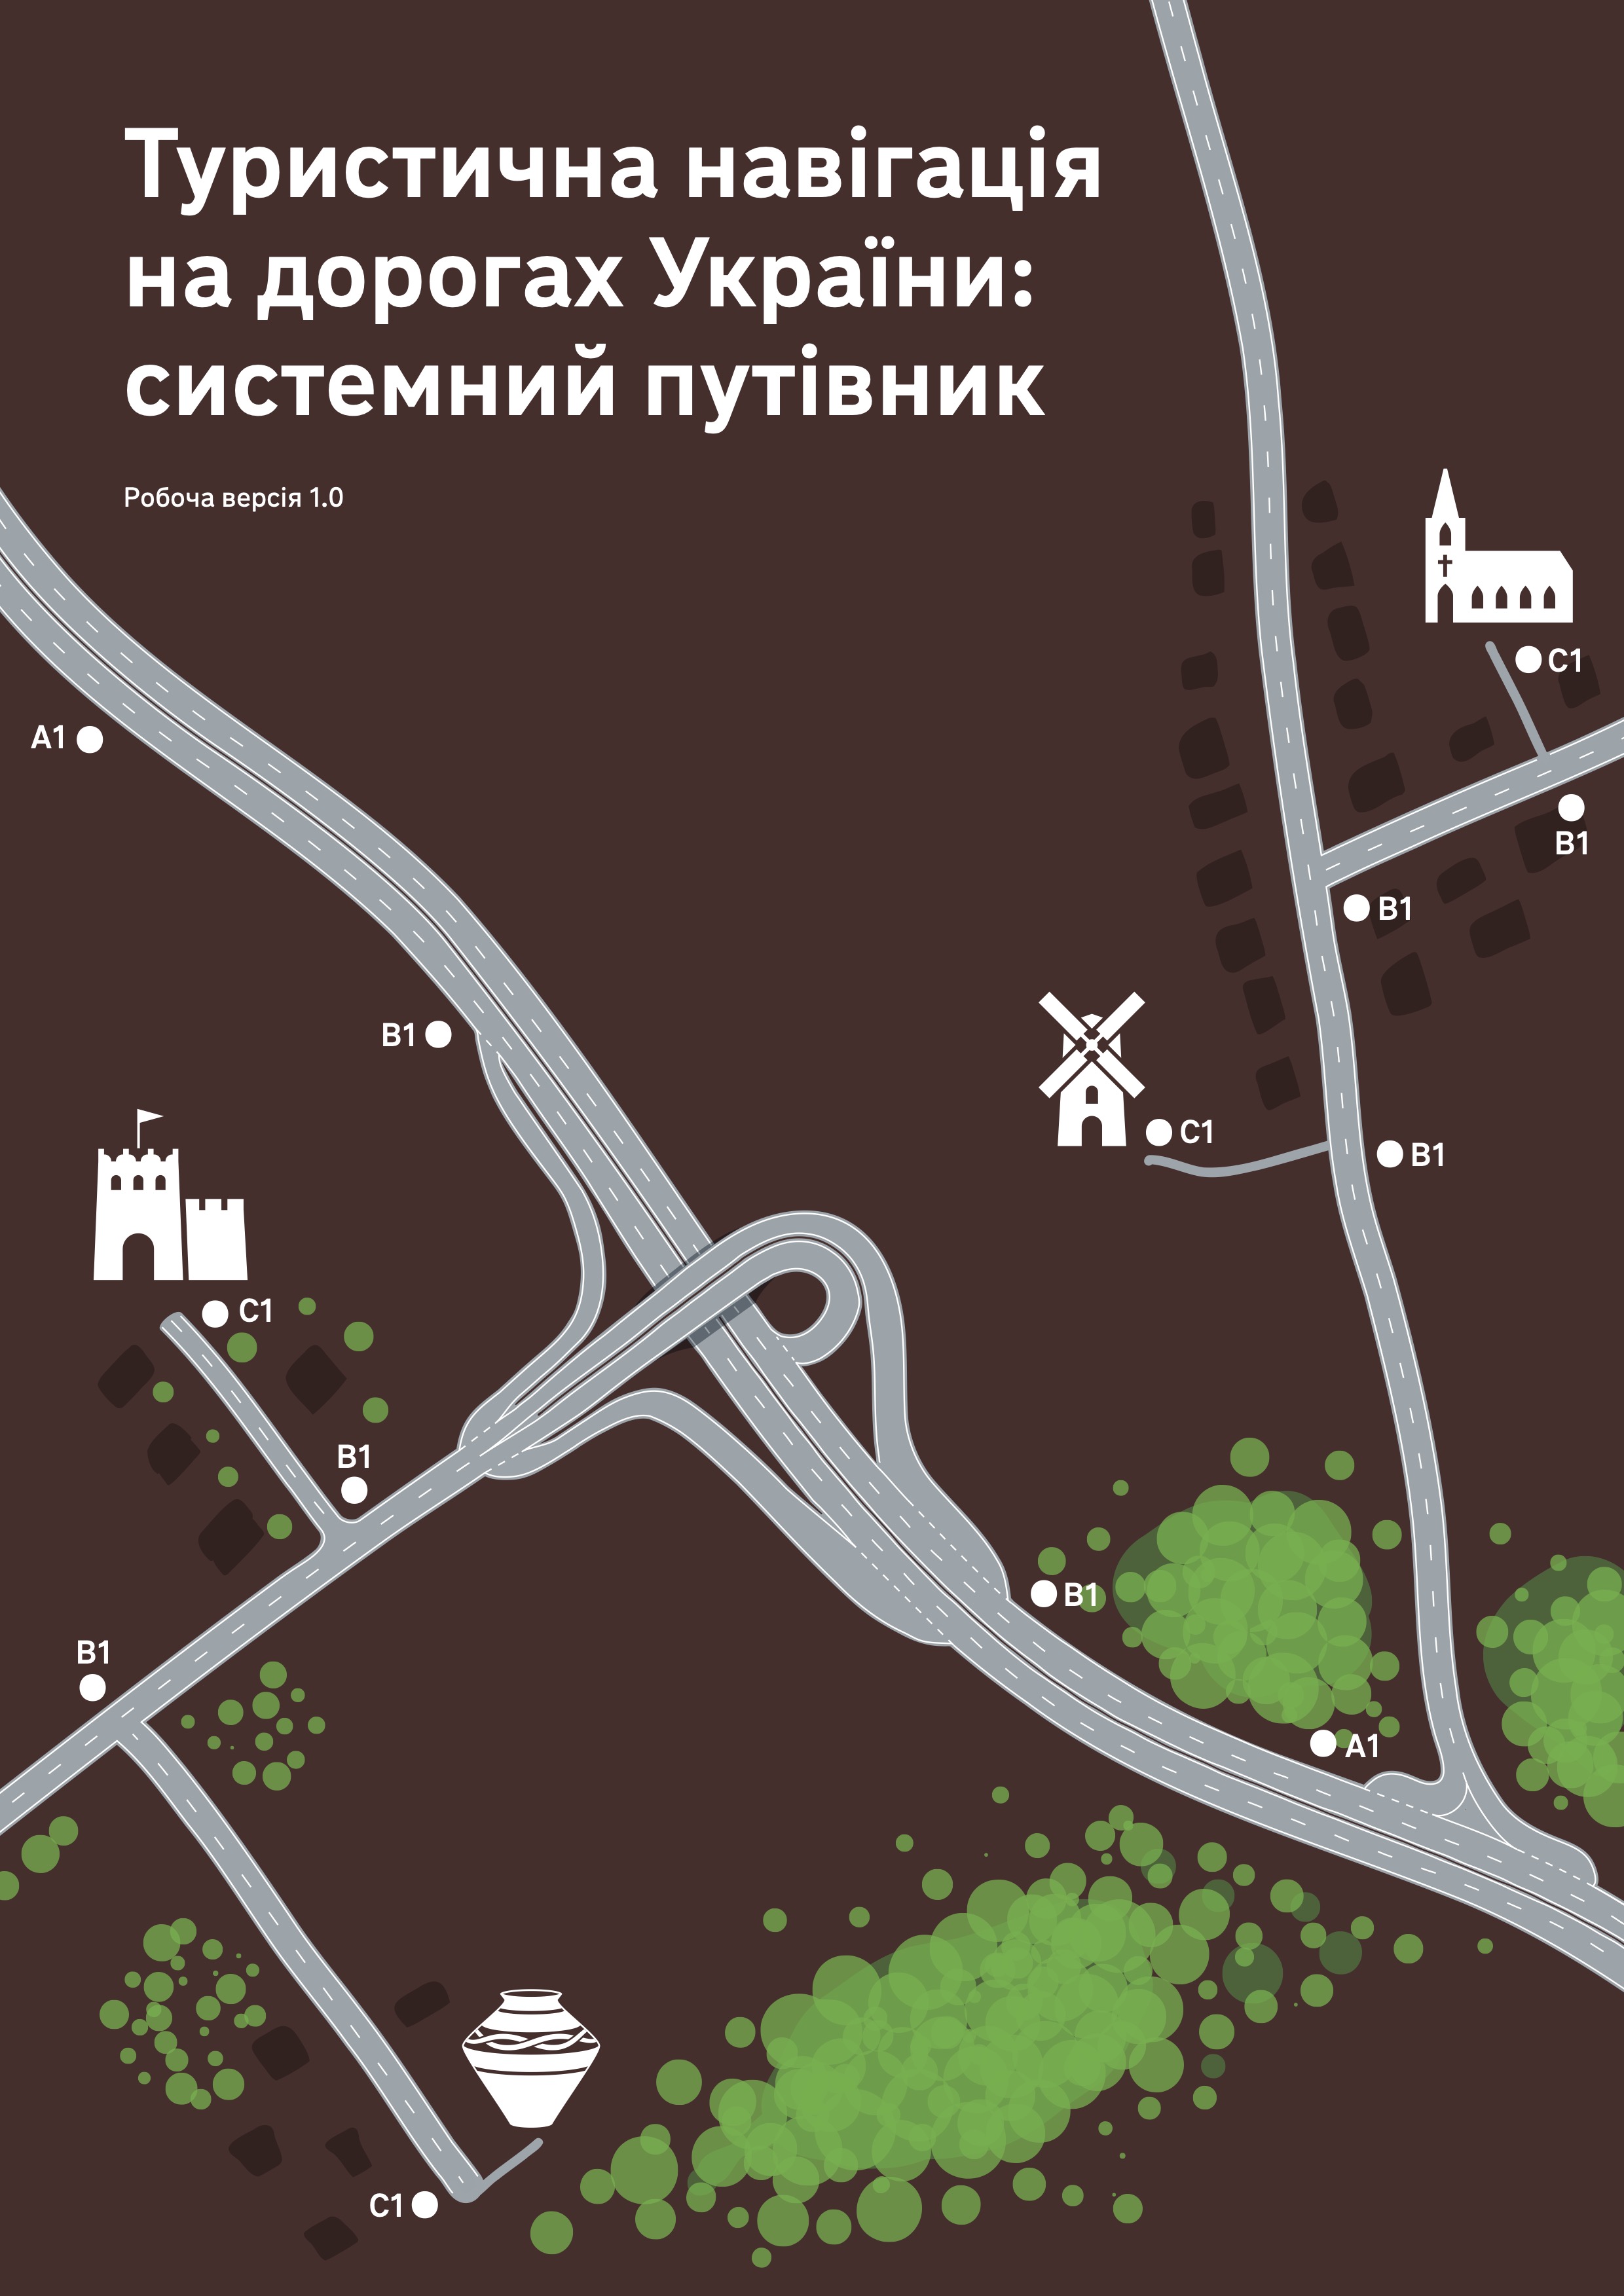 Туристична навігація
на дорогах України:
системний путівник
Робоча версія 1.0
C1
A1
B1
B1
B1
C1
B1
C1
B1
B1
B1
A1
C1